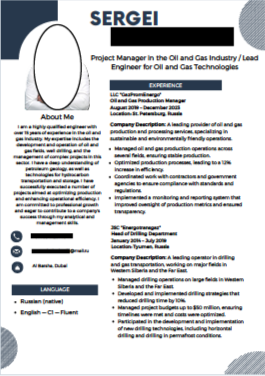 SERGEI
Project Manager in the Oil and Gas Industry / Lead
Engineer for Oil and Gas Technologies
About Me
I am a highly qualified engineer with
over 15 years of experience in the oil and
gas industry. My expertise includes the
development and operation of oil and
gas fields, well drilling, and the
management of complex projects in this
sector. I have a deep understanding of
petroleum geology, as well as
technologies for hydrocarbon
transportation and storage. I have
successfully executed a number of
projects aimed at optimizing production
and enhancing operational efficiency. I
am committed to professional growth
and eager to contribute to a company's
success through my analytical and
management skills.
@mail.ru
Al Barsha, Dubai
LANGUAGE
• Russian (native)
• English — C1 — Fluent
EXPERIENCE
LLC "GazPromEnergo"
Oil and Gas Production Manager
August 2019 – December 2023
Location: St. Petersburg, Russia
Company Description: A leading provider of oil and gas
production and processing services, specializing in
sustainable and environmentally friendly operations.
• Managed oil and gas production operations across
several fields, ensuring stable production.
• Optimized production processes, leading to a 12%
increase in efficiency.
• Coordinated work with contractors and government
agencies to ensure compliance with standards and
regulations.
• Implemented a monitoring and reporting system that
improved oversight of production metrics and ensured
transparency.
JSC "Energoresurs"
Head of Drilling Department
January 2014 – July 2019
Location: Tyumen, Russia
Company Description: A leading operator in drilling
and gas transportation, working on major fields in
Western Siberia and the Far East.
• Managed drilling operations on large fields in Western
Siberia and the Far East.
• Developed and implemented drilling strategies that
reduced drilling time by 10%.
• Managed project budgets up to $50 million, ensuring
timelines were met and costs were optimized.
• Participated in the development and implementation
of new drilling technologies, including horizontal
drilling and drilling in permafrost conditions.